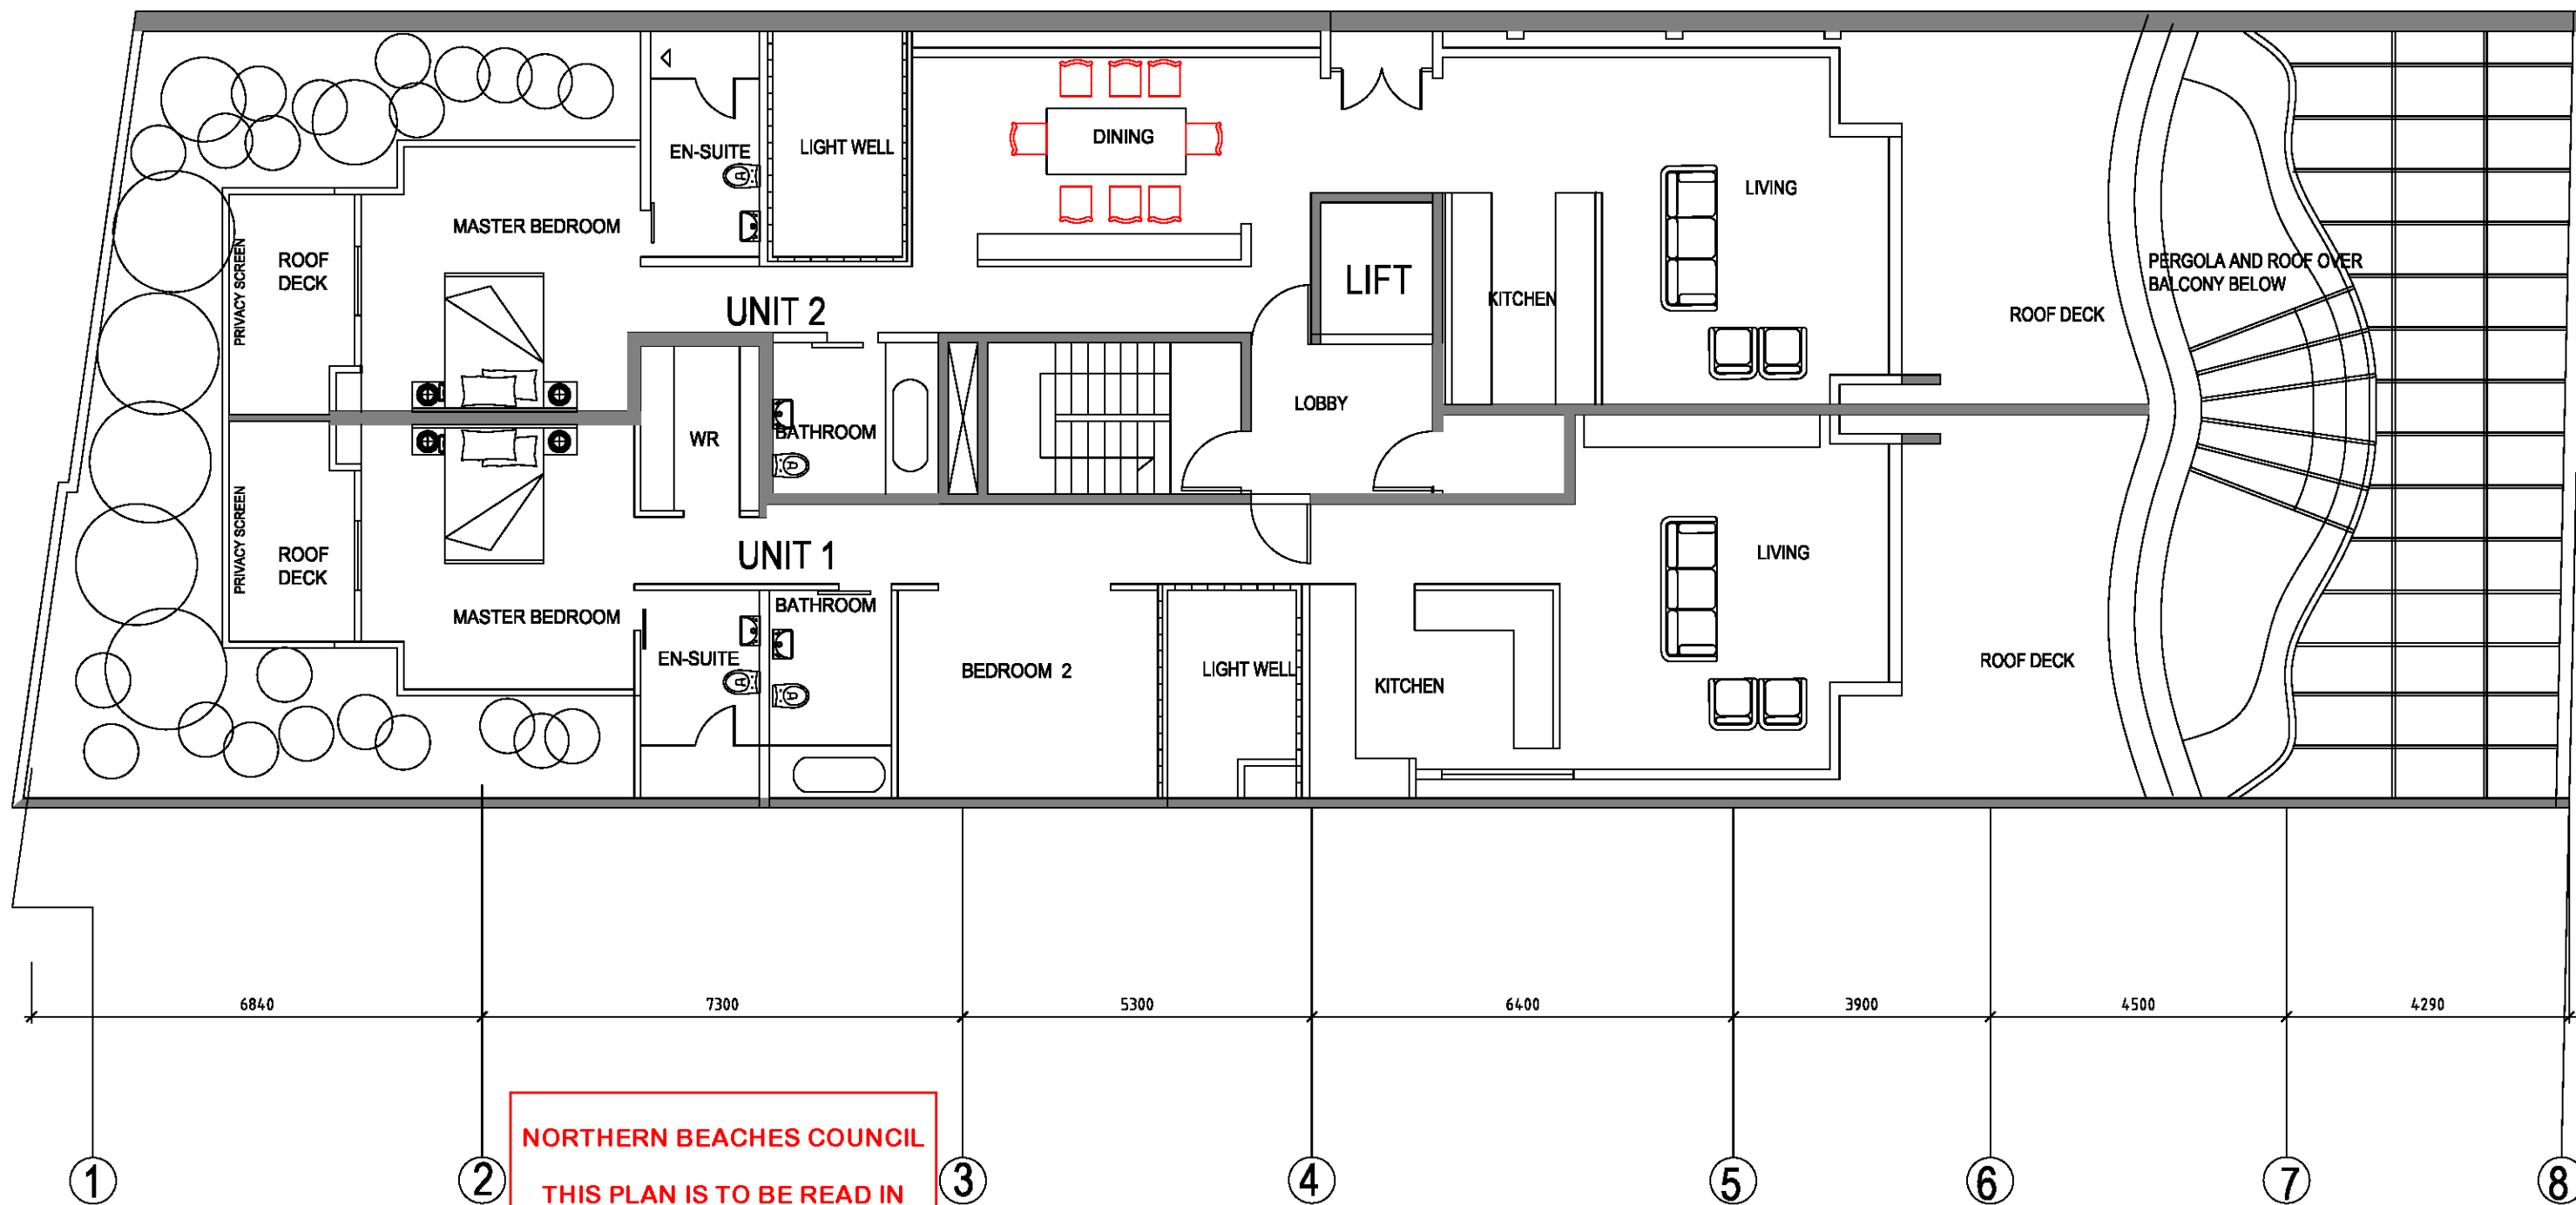 EN-SUITE
LIGHT WELL
DINING
MASTER BEDROOM
LIVING
PRIVACY SCREEN
ROOF
DECK
LIFT
KITCHEN
UNIT 2
PERGOLA AND ROOF OVER
BALCONY BELOW
ROOF DECK
LOBBY
WR
BATHROOM
PRIVACY SCREEN
ROOF
DECK
UNIT 1
LIVING
MASTER BEDROOM
BATHROOM
EN-SUITE
BEDROOM 2
LIGHT WELL
KITCHEN
ROOF DECK
6840
7300
5300
6400
3900
4500
4290
NORTHERN BEACHES COUNCIL
THIS PLAN IS TO BE READ IN
1
2
3
4
5
6
7
8